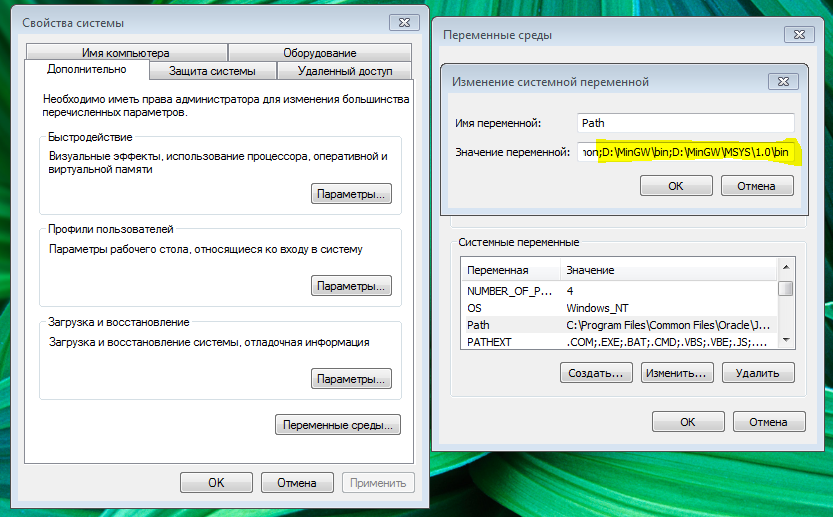 Свойства системы
Имя компьютера
Оборудование
Дополнительно
Защита системы
Удаленный доступ
Необходимо иметь права администратора для изменения большинства
перечисленных параметров.
Быстродействие
Визуальные эффекты, использование процессора, оперативной и
виртуальной памяти
Параметры...
Профили пользователей
Параметры рабочего стола, относящиеся ко входу в систему
Параметры...
Загрузка и восстановление
Загрузка и восстановление системы, отладочная информация
Параметры...
Переменные среды...
OK
Отмена
Применить
Переменные среды
Изменение системной переменной
Имя переменной:
Path
Значение переменной:
non;D:\MinGW\bin;D:\MinGW\MSYS\1.0\bin
OK
Отмена
Системные переменные
Переменная Значение
NUMBER_OF_P... 4
OS Windows_NT
Path C:\Program Files\Common Files\Oracle\J...
PATHEXT .COM;.EXE;.BAT;.CMD;.VBS;.VBE;.JS;....
Создать...
Изменить...
Удалить
OK
Отмена